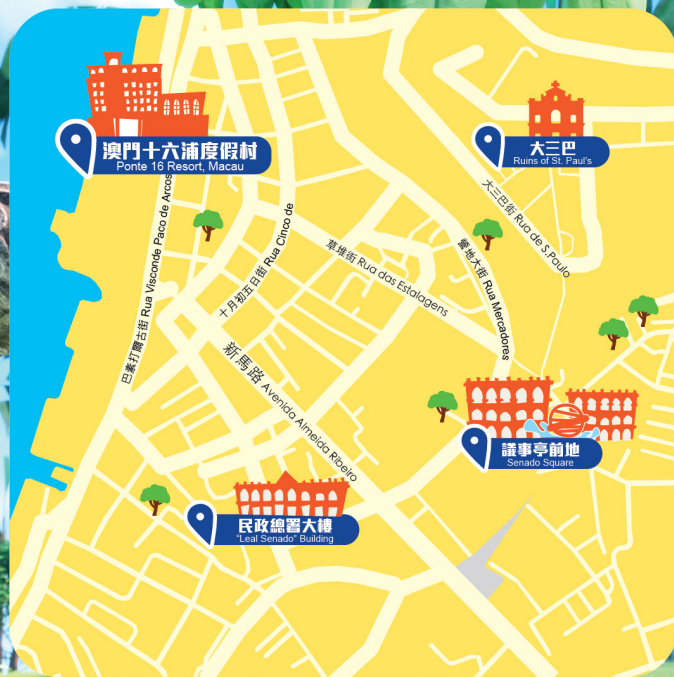 澳門十六浦度假村
Ponte 16 Resort, Macau
大三巴
Ruins of St. Paul's
大三巴街 Rua de S.Paulo
巴素打爾古街 Rua Visconde Paco de Arcos
十月初五日街 Rua Cinco de
草堆街 Rua das Estalagens
營地大街 Rua Mercadores
新馬路 Avenida Almeida Ribeiro
議事亭前地
Senado Square
民政總署大樓
"Leal Senado" Building